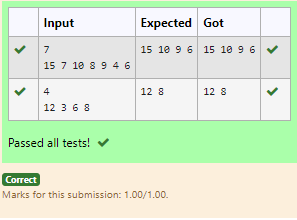 Input Expected Got
7 15 10 9 6 15 10 9 6
15 7 10 8 9 4 6
4 12 8 12 8
12 3 6 8
Passed all tests!
Correct
Marks for this submission: 1.00/1.00.